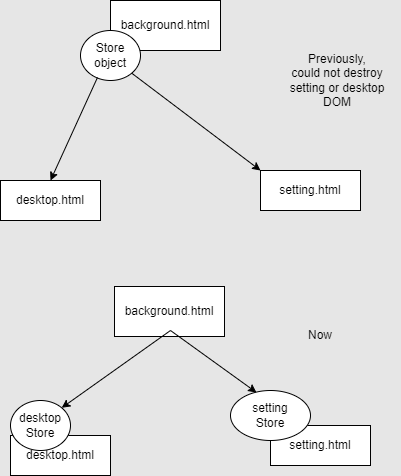 background.html
Store
object
Previously,
could not destroy
setting or desktop
DOM
desktop.html
setting.html
background.html
Now
desktop
Store
setting
Store
desktop.html
setting.html